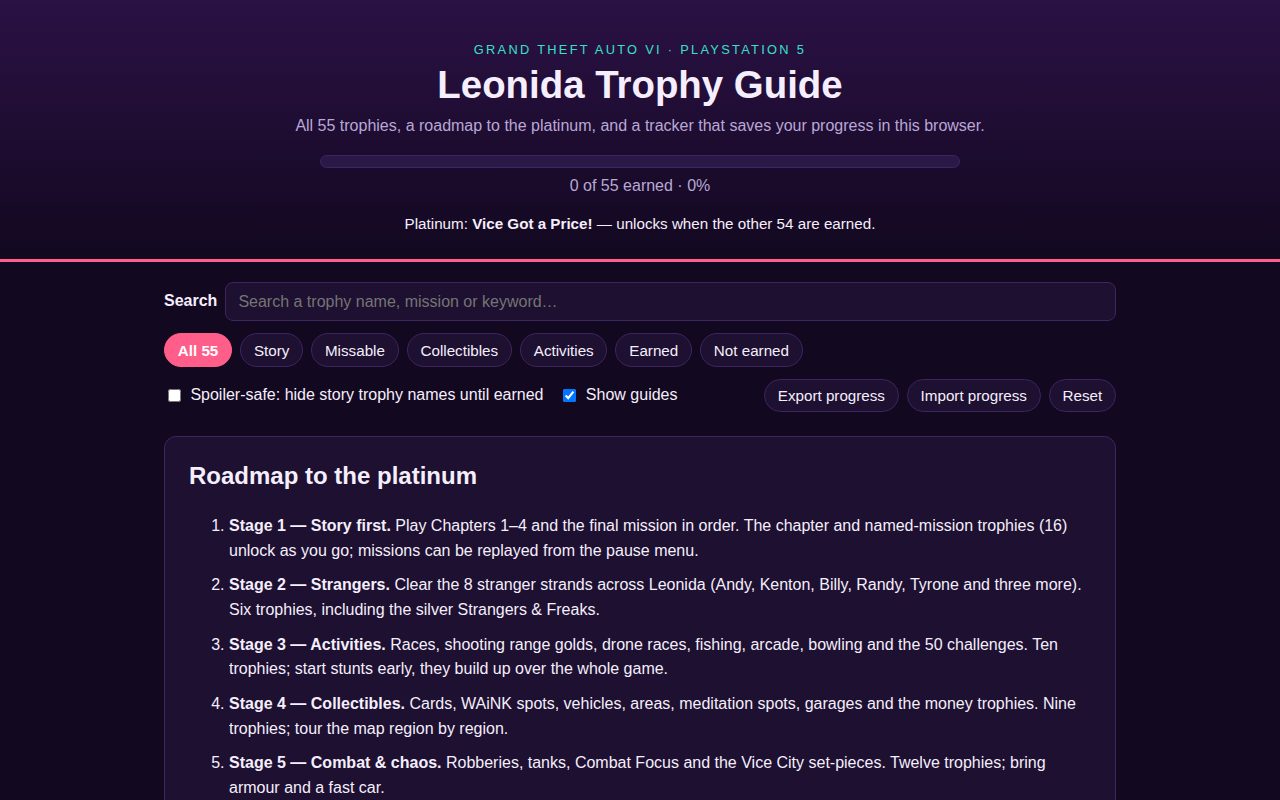 GRAND THEFT AUTO VI · PLAYSTATION 5
Leonida Trophy Guide
All 55 trophies, a roadmap to the platinum, and a tracker that saves your progress in this browser.
0 of 55 earned · 0%
Platinum: Vice Got a Price! — unlocks when the other 54 are earned.
Search Search a trophy name, mission or keyword…
All 55 Story Missable Collectibles Activities Earned Not earned
Spoiler-safe: hide story trophy names until earned Show guides Export progress Import progress Reset
Roadmap to the platinum
1. Stage 1 — Story first. Play Chapters 1–4 and the final mission in order. The chapter and named-mission trophies (16)
unlock as you go; missions can be replayed from the pause menu.
2. Stage 2 — Strangers. Clear the 8 stranger strands across Leonida (Andy, Kenton, Billy, Randy, Tyrone and three more).
Six trophies, including the silver Strangers & Freaks.
3. Stage 3 — Activities. Races, shooting range golds, drone races, fishing, arcade, bowling and the 50 challenges. Ten
trophies; start stunts early, they build up over the whole game.
4. Stage 4 — Collectibles. Cards, WAiNK spots, vehicles, areas, meditation spots, garages and the money trophies. Nine
trophies; tour the map region by region.
5. Stage 5 — Combat & chaos. Robberies, tanks, Combat Focus and the Vice City set-pieces. Twelve trophies; bring
armour and a fast car.